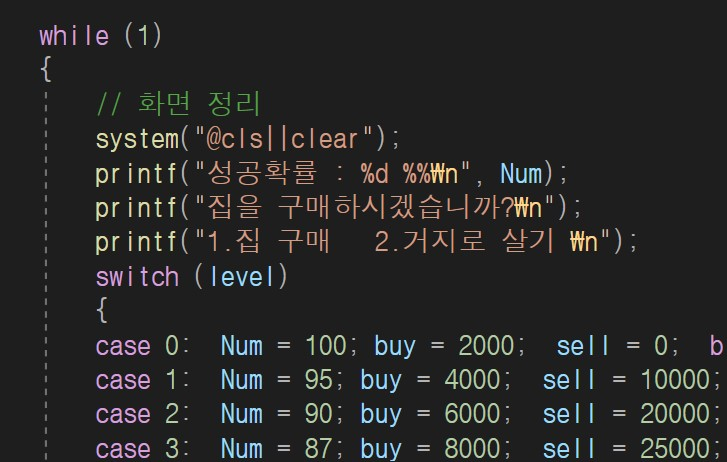 while (1)
{
// 화면 정리
system("@cls||clear");
printf("성공확률 : %d %%₩n", Num);
printf("집을 구매하시겠습니까?₩n");
printf("1.집 구매   2.거지로 살기 ₩n");
switch (level)
{
case 0:  Num = 100; buy = 2000;  sell = 0;  b
case 1:  Num = 95; buy = 4000;  sell = 10000;
case 2:  Num = 90; buy = 6000;  sell = 20000;
case 3:  Num = 87; buy = 8000;  sell = 25000;